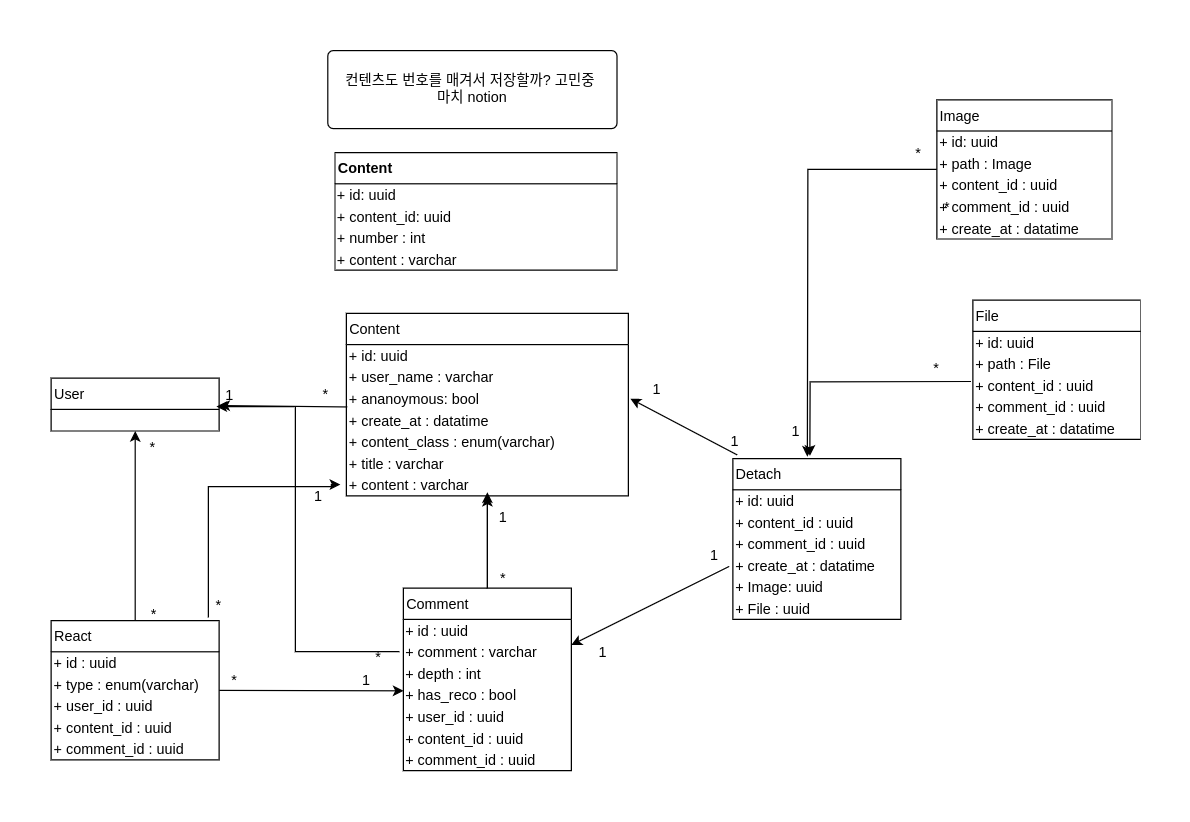 컨텐츠도 번호를 매겨서 저장할까? 고민중
마치 notion
Content
+ id: uuid
+ content_id: uuid
+ number : int
+ content : varchar
Image
+ id: uuid
+ path : Image
+ content_id : uuid
+ comment_id : uuid
+ create_at : datatime
*
*
File
+ id: uuid
+ path : File
+ content_id : uuid
+ comment_id : uuid
+ create_at : datatime
*
1
Content
+ id: uuid
+ user_name : varchar
+ ananoymous: bool
+ create_at : datatime
+ content_class : enum(varchar)
+ title : varchar
+ content : varchar
1
1
User
1
*
*
*
1
*
1
*
Detach
+ id: uuid
+ content_id : uuid
+ comment_id : uuid
+ create_at : datatime
+ Image: uuid
+ File : uuid
1
1
React
+ id : uuid
+ type : enum(varchar)
+ user_id : uuid
+ content_id : uuid
+ comment_id : uuid
*
1
*
Comment
+ id : uuid
+ comment : varchar
+ depth : int
+ has_reco : bool
+ user_id : uuid
+ content_id : uuid
+ comment_id : uuid